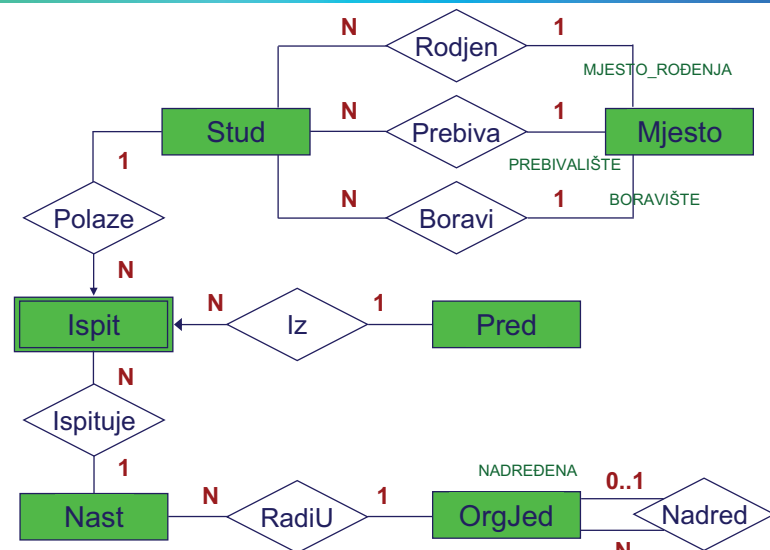 N Rodjen 1
MJESTO_ROĐENJA
Stud N Prebiva 1 Mjesto
1 PREBIVALIŠTE
N Boravi 1 BORAVIŠTE
Polaze
N
Ispit N Iz 1 Pred
N
Ispituje
1 NADREĐENA 0..1
Nast N RadiU 1 OrgJed Nadred
N